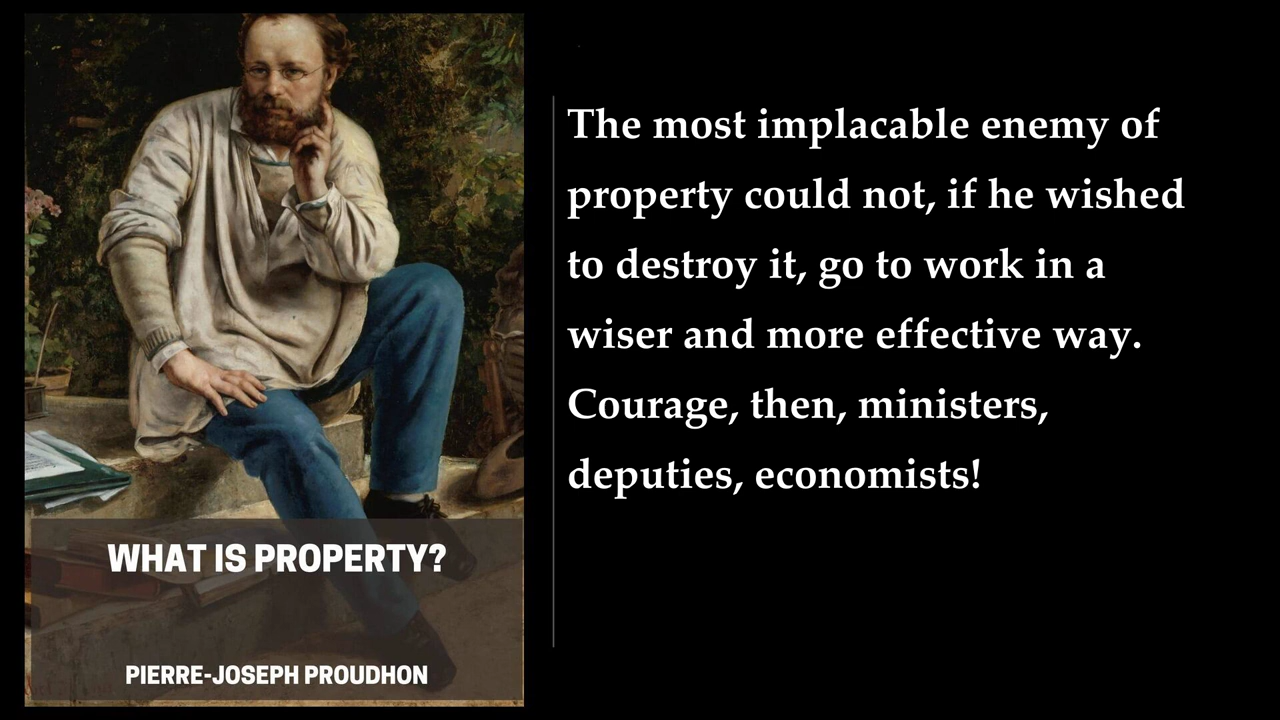 WHAT IS PROPERTY?
PIERRE-JOSEPH PROUDHON
The most implacable enemy of
property could not, if he wished
to destroy it, go to work in a
wiser and more effective way.
Courage, then, ministers,
deputies, economists!